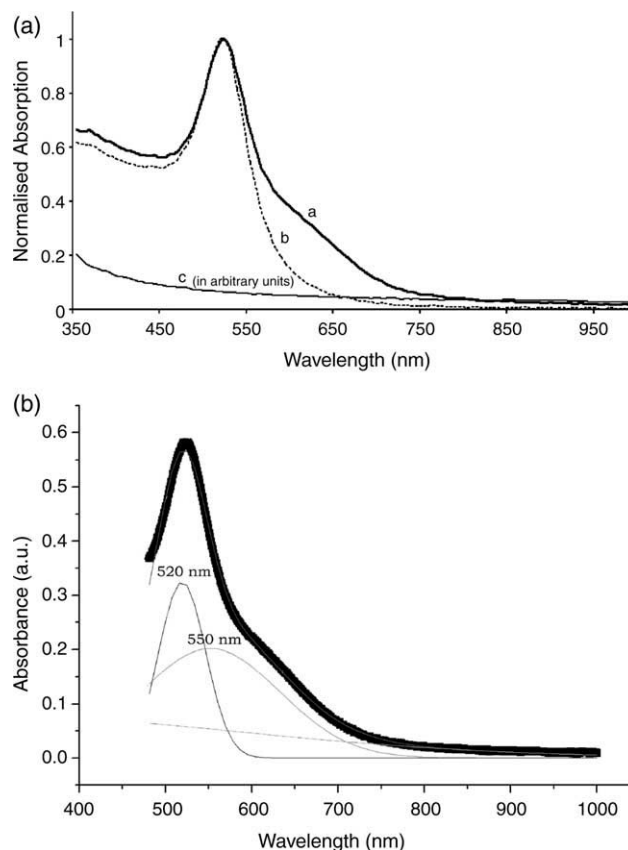 (a)
1
0.8
0.6
0.4
0.2
0
Normalised Absorption
a
b
c (in arbitrary units)
350 450 550 650 750 850 950
Wavelength (nm)
(b)
0.6
0.5
0.4
0.3
0.2
0.1
0.0
Absorbance (a.u.)
520 nm
550 nm
400 500 600 700 800 900 1000
Wavelength (nm)